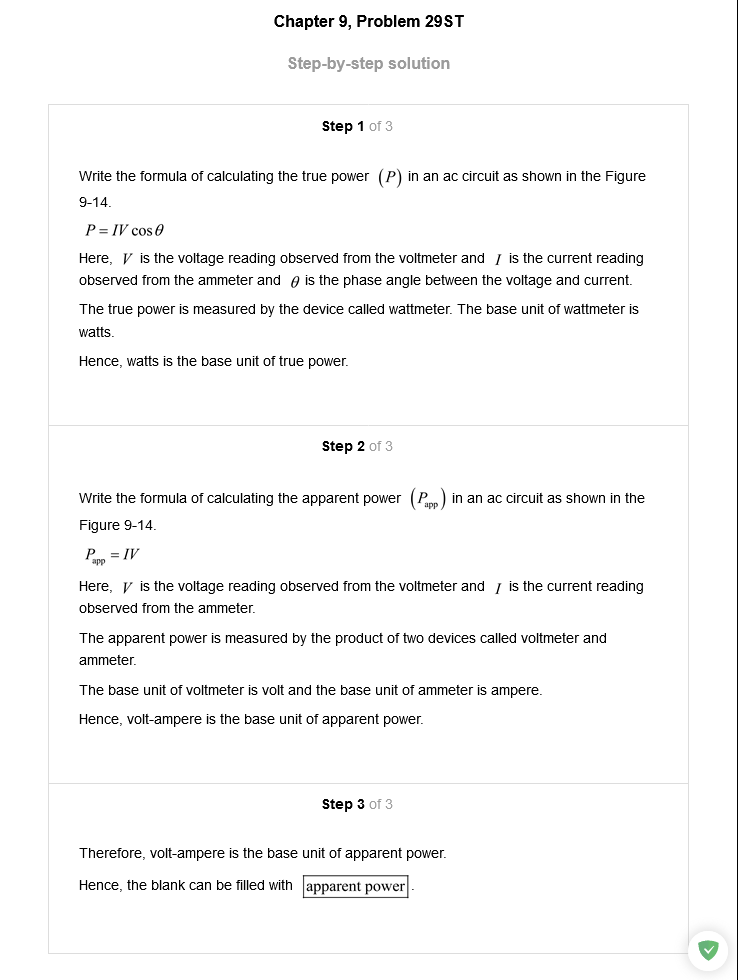 Chapter 9, Problem 29ST
Step-by-step solution
Step 1 of 3
Write the formula of calculating the true power (P) in an ac circuit as shown in the Figure
9-14.
P = IV cos θ
Here, V is the voltage reading observed from the voltmeter and I is the current reading
observed from the ammeter and θ is the phase angle between the voltage and current.
The true power is measured by the device called wattmeter. The base unit of wattmeter is
watts.
Hence, watts is the base unit of true power.
Step 2 of 3
Write the formula of calculating the apparent power (Papp) in an ac circuit as shown in the
Figure 9-14.
Papp = IV
Here, V is the voltage reading observed from the voltmeter and I is the current reading
observed from the ammeter.
The apparent power is measured by the product of two devices called voltmeter and
ammeter.
The base unit of voltmeter is volt and the base unit of ammeter is ampere.
Hence, volt-ampere is the base unit of apparent power.
Step 3 of 3
Therefore, volt-ampere is the base unit of apparent power.
Hence, the blank can be filled with apparent power.